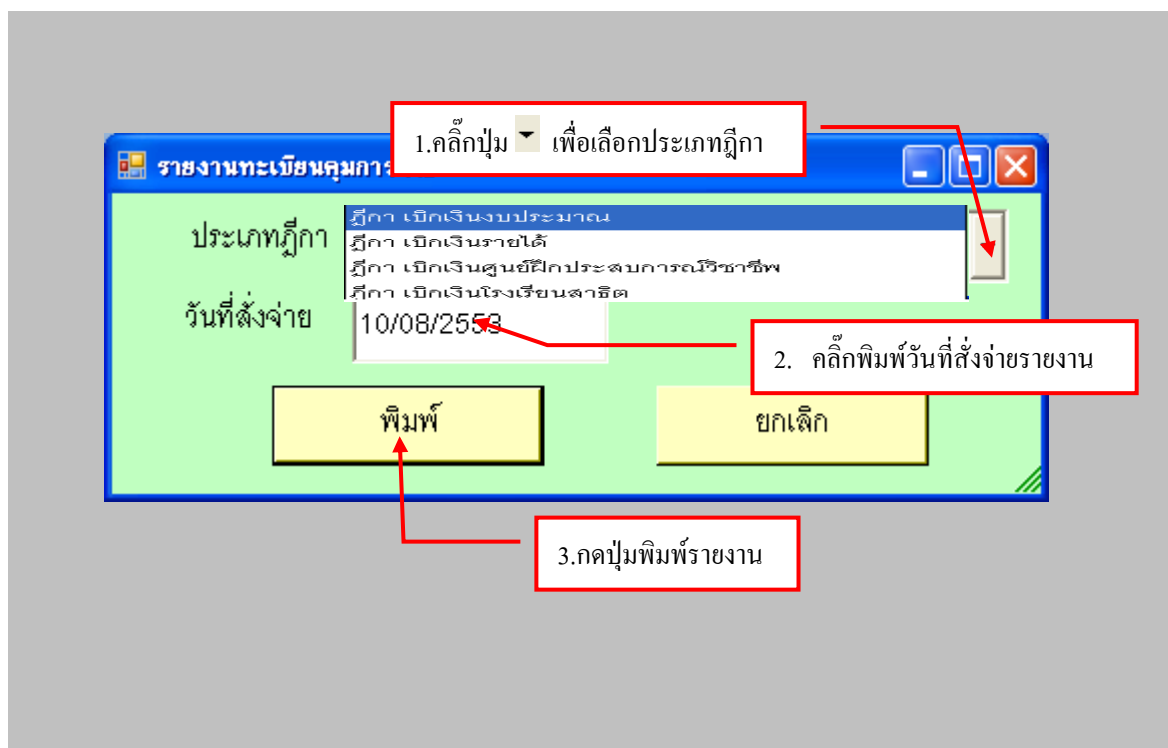 1.คลิ๊กปุ่ม เพื่อเลือกประเภทฎีกา
รายงานทะเบียนคุมการ
ประเภทฎีกา
ฎีกา เบิกเงินงบประมาณ
ฎีกา เบิกเงินรายได้
ฎีกา เบิกเงินศูนย์ฝึกประสบการณ์วิชาชีพ
ฎีกา เบิกเงินโรงเรียนสาธิต
วันที่สั่งจ่าย
10/08/2553
2. คลิ๊กพิมพ์วันที่สั่งจ่ายรายงาน
พิมพ์
ยกเลิก
3.กดปุ่มพิมพ์รายงาน